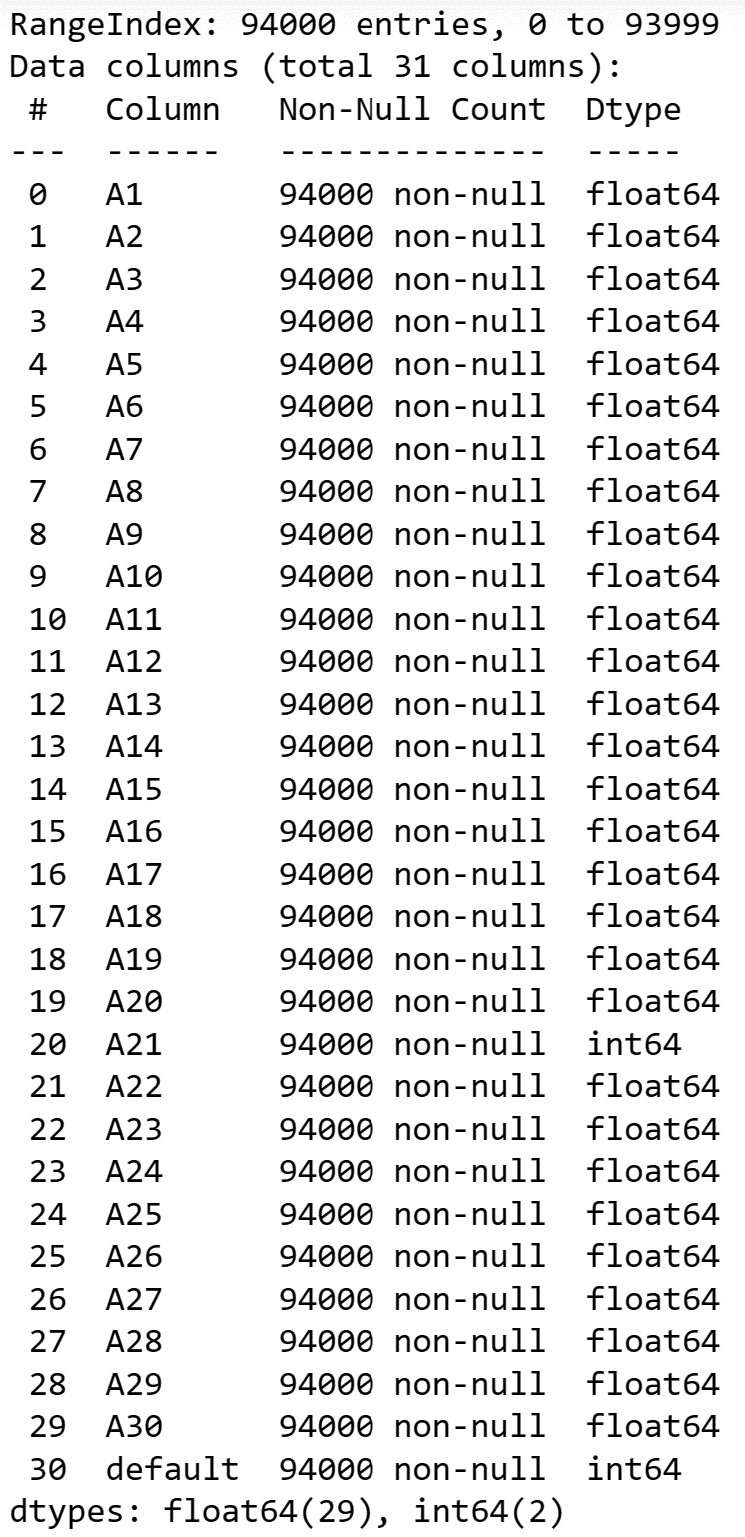 RangeIndex: 94000 entries, 0 to 93999
Data columns (total 31 columns):
 #   Column   Non-Null Count  Dtype
---  ------   --------------  -----
 0   A1       94000 non-null  float64
 1   A2       94000 non-null  float64
 2   A3       94000 non-null  float64
 3   A4       94000 non-null  float64
 4   A5       94000 non-null  float64
 5   A6       94000 non-null  float64
 6   A7       94000 non-null  float64
 7   A8       94000 non-null  float64
 8   A9       94000 non-null  float64
 9   A10      94000 non-null  float64
 10  A11      94000 non-null  float64
 11  A12      94000 non-null  float64
 12  A13      94000 non-null  float64
 13  A14      94000 non-null  float64
 14  A15      94000 non-null  float64
 15  A16      94000 non-null  float64
 16  A17      94000 non-null  float64
 17  A18      94000 non-null  float64
 18  A19      94000 non-null  float64
 19  A20      94000 non-null  float64
 20  A21      94000 non-null  int64
 21  A22      94000 non-null  float64
 22  A23      94000 non-null  float64
 23  A24      94000 non-null  float64
 24  A25      94000 non-null  float64
 25  A26      94000 non-null  float64
 26  A27      94000 non-null  float64
 27  A28      94000 non-null  float64
 28  A29      94000 non-null  float64
 29  A30      94000 non-null  float64
 30  default  94000 non-null  int64
dtypes: float64(29), int64(2)